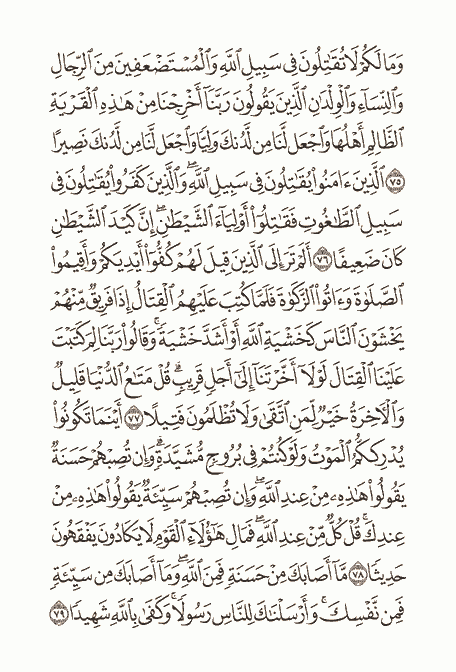 وَمَا لَكُمْ لَا تُقَٰتِلُونَ فِى سَبِيلِ ٱللَّهِ وَٱلْمُسْتَضْعَفِينَ مِنَ ٱلرِّجَالِ
وَٱلنِّسَآءِ وَٱلْوِلْدَٰنِ ٱلَّذِينَ يَقُولُونَ رَبَّنَآ أَخْرِجْنَا مِنْ هَٰذِهِ ٱلْقَرْيَةِ
ٱلظَّالِمِ أَهْلُهَا وَٱجْعَل لَّنَا مِن لَّدُنكَ وَلِيًّا وَٱجْعَل لَّنَا مِن لَّدُنكَ نَصِيرًا
٧٥ ٱلَّذِينَ ءَامَنُوا۟ يُقَٰتِلُونَ فِى سَبِيلِ ٱللَّهِ ۖ وَٱلَّذِينَ كَفَرُوا۟ يُقَٰتِلُونَ فِى
سَبِيلِ ٱلطَّٰغُوتِ فَقَٰتِلُوٓا۟ أَوْلِيَآءَ ٱلشَّيْطَٰنِ ۖ إِنَّ كَيْدَ ٱلشَّيْطَٰنِ
كَانَ ضَعِيفًا ٧٦ أَلَمْ تَرَ إِلَى ٱلَّذِينَ قِيلَ لَهُمْ كُفُّوٓا۟ أَيْدِيَكُمْ وَأَقِيمُوا۟
ٱلصَّلَوٰةَ وَءَاتُوا۟ ٱلزَّكَوٰةَ فَلَمَّا كُتِبَ عَلَيْهِمُ ٱلْقِتَالُ إِذَا فَرِيقٌ مِّنْهُمْ
يَخْشَوْنَ ٱلنَّاسَ كَخَشْيَةِ ٱللَّهِ أَوْ أَشَدَّ خَشْيَةً ۚ وَقَالُوا۟ رَبَّنَا لِمَ كَتَبْتَ
عَلَيْنَا ٱلْقِتَالَ لَوْلَآ أَخَّرْتَنَآ إِلَىٰٓ أَجَلٍ قَرِيبٍ ۗ قُلْ مَتَٰعُ ٱلدُّنْيَا قَلِيلٌ
وَٱلْءَاخِرَةُ خَيْرٌ لِّمَنِ ٱتَّقَىٰ وَلَا تُظْلَمُونَ فَتِيلًا ٧٧ أَيْنَمَا تَكُونُوا۟
يُدْرِككُّمُ ٱلْمَوْتُ وَلَوْ كُنتُمْ فِى بُرُوجٍ مُّشَيَّدَةٍ ۗ وَإِن تُصِبْهُمْ حَسَنَةٌ
يَقُولُوا۟ هَٰذِهِۦ مِنْ عِندِ ٱللَّهِ ۖ وَإِن تُصِبْهُمْ سَيِّئَةٌ يَقُولُوا۟ هَٰذِهِۦ مِنْ
عِندِكَ ۚ قُلْ كُلٌّ مِّنْ عِندِ ٱللَّهِ ۖ فَمَالِ هَٰٓؤُلَآءِ ٱلْقَوْمِ لَا يَكَادُونَ يَفْقَهُونَ
حَدِيثًا ٧٨ مَّآ أَصَابَكَ مِنْ حَسَنَةٍ فَمِنَ ٱللَّهِ ۖ وَمَآ أَصَابَكَ مِن سَيِّئَةٍ
فَمِن نَّفْسِكَ ۚ وَأَرْسَلْنَٰكَ لِلنَّاسِ رَسُولًا ۚ وَكَفَىٰ بِٱللَّهِ شَهِيدًا ٧٩